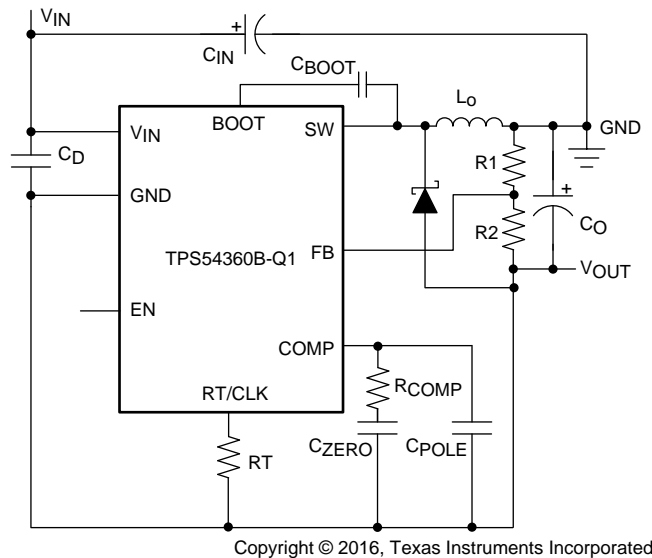 VIN
+
CIN
CBOOT
BOOT
VIN
SW
Lo
GND
CD
R1
GND
+
R2
CO
TPS54360B-Q1
FB
VOUT
EN
COMP
RCOMP
RT/CLK
CZERO
CPOLE
RT
Copyright © 2016, Texas Instruments Incorporated